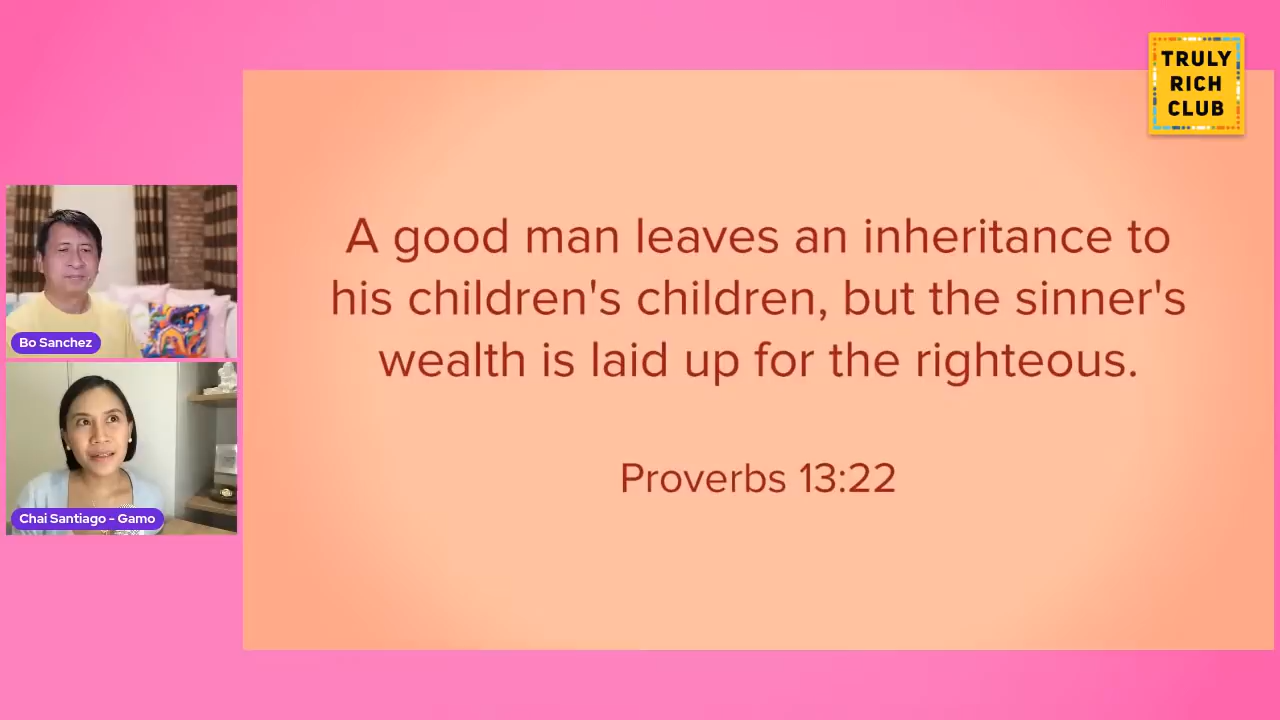 TRULY
RICH
CLUB
A good man leaves an inheritance to
his children's children, but the sinner's
wealth is laid up for the righteous.
Proverbs 13:22
Bo Sanchez
Chai Santiago - Gamo